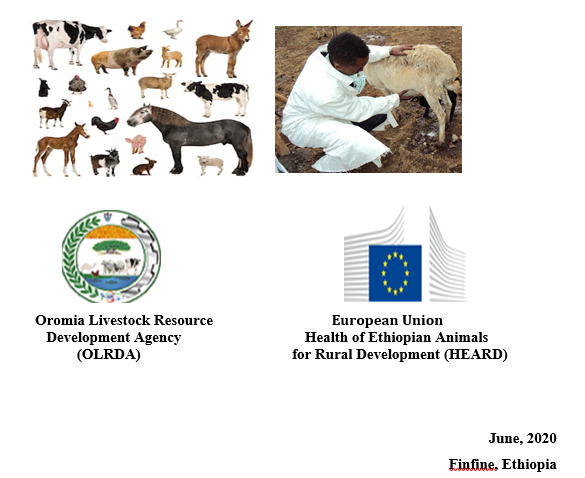 Oromia Livestock Resource
Development Agency
(OLRDA)
European Union
Health of Ethiopian Animals
for Rural Development (HEARD)
June, 2020
Finfine, Ethiopia